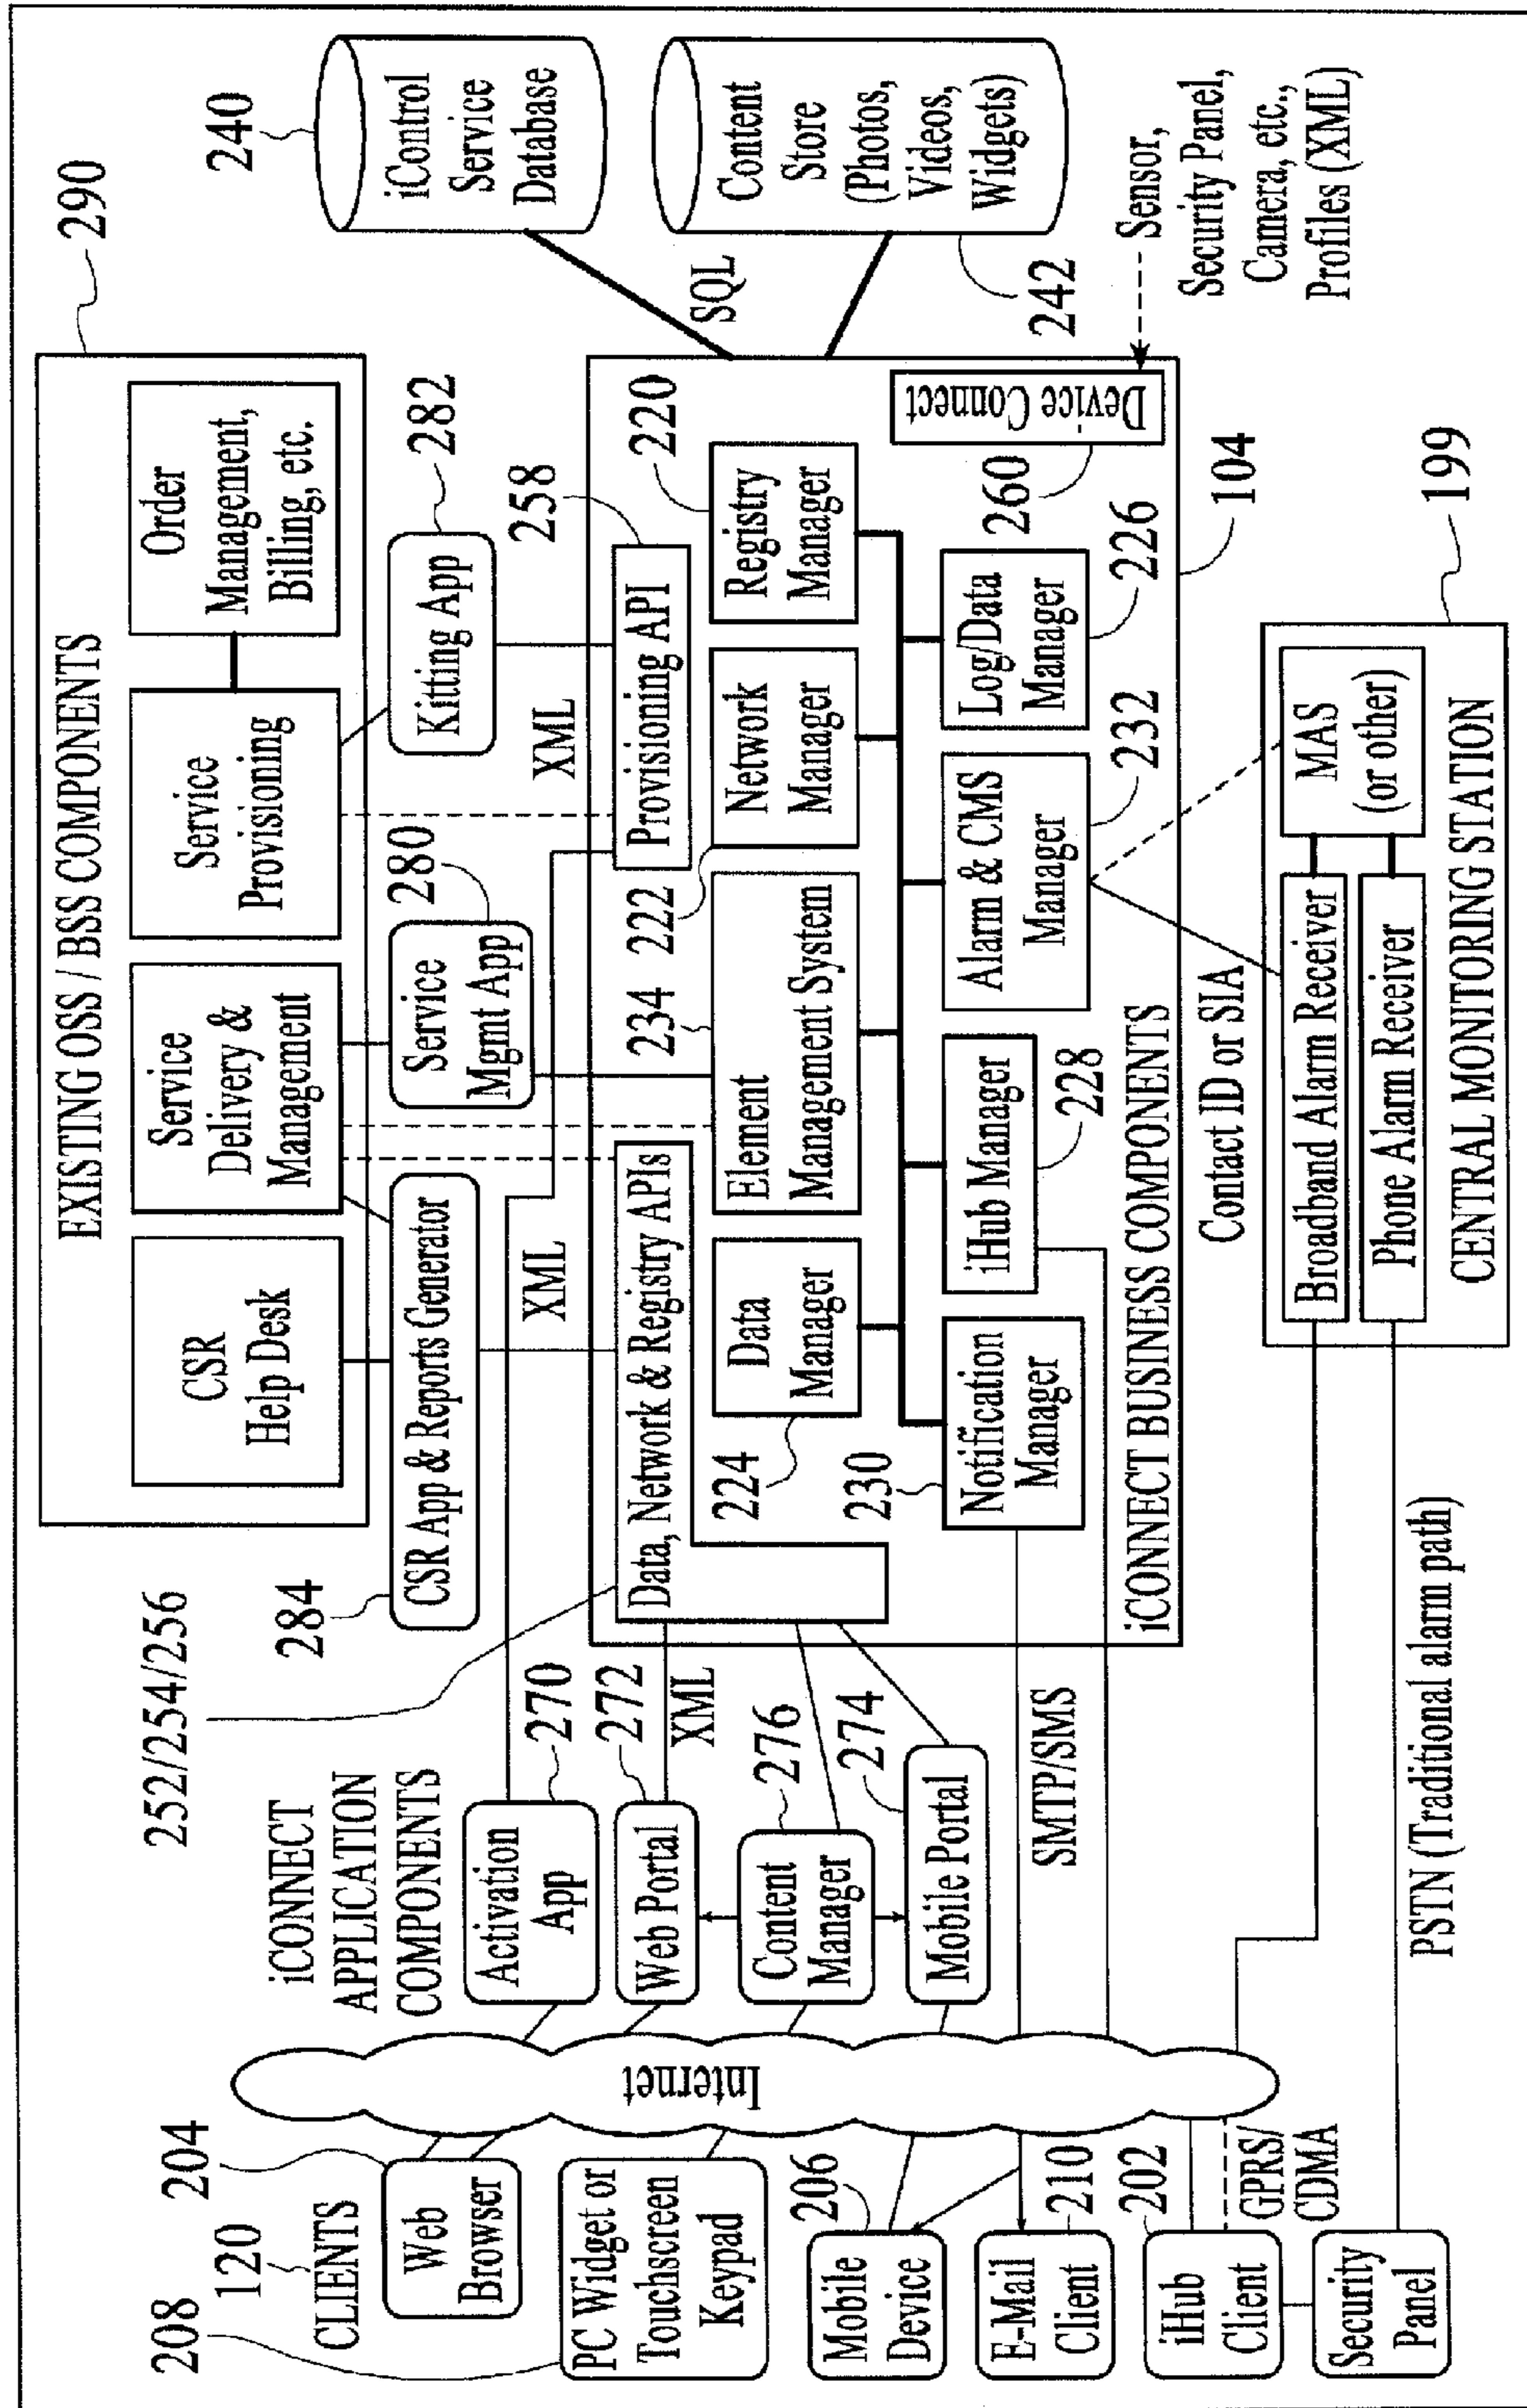 EXISTING OSS / BSS COMPONENTS
290
CSR
Help Desk
Service
Delivery &
Management
Service
Provisioning
Order
Management,
Billing, etc.
240
iControl
Service
Database
Content
Store
(Photos,
Videos,
Widgets)
242
SQL
Sensor,
Security Panel,
Camera, etc.,
Profiles (XML)
284
CSR App & Reports Generator
Service
Mgmt App
280
Kitting App
282
XML
XML
252/254/256
Data, Network & Registry APIs
Provisioning API
258
234
222
220
224
Data
Manager
Element
Management System
Network
Manager
Registry
Manager
230
Notification
Manager
iHub Manager
228
Alarm & CMS
Manager
232
Log/Data
Manager
226
260
Device Connect
iCONNECT BUSINESS COMPONENTS
104
iCONNECT
APPLICATION
COMPONENTS
Activation
App
270
Web Portal
272
XML
Content
Manager
276
Mobile Portal
274
SMTP/SMS
Internet
208
120
CLIENTS
204
Web
Browser
PC Widget or
Touchscreen
Keypad
Mobile
Device
206
E-Mail
Client
210
iHub
Client
202
GPRS/
CDMA
Security
Panel
PSTN (Traditional alarm path)
Contact ID or SIA
Broadband Alarm Receiver
Phone Alarm Receiver
MAS
(or other)
CENTRAL MONITORING STATION
199